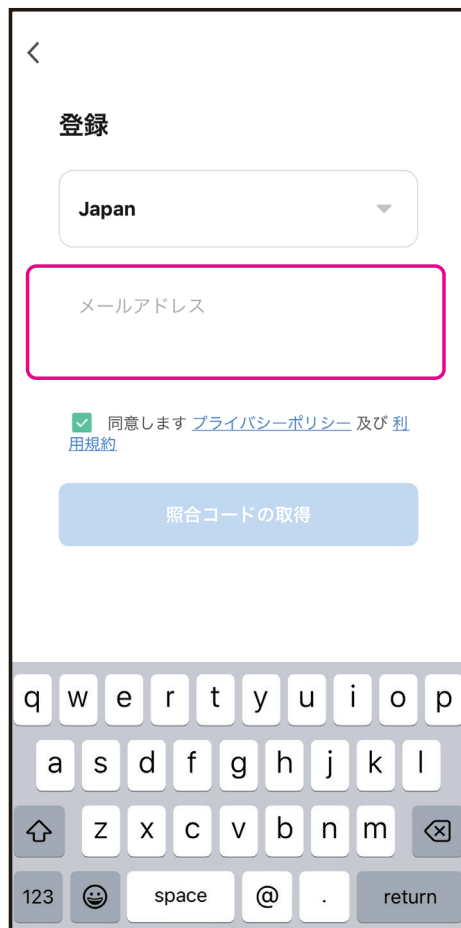 登録
Japan
メールアドレス
同意します プライバシーポリシー 及び 利
用規約
照合コードの取得
q w e r t y u i o p
a s d f g h j k l
z x c v b n m
123 space @ . return